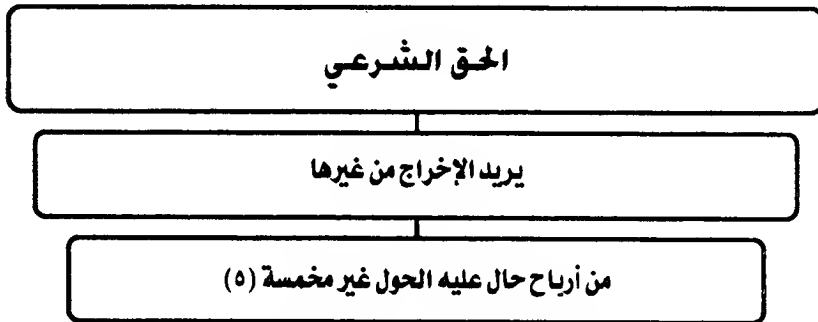 الحق الشرعي
يريد الإخراج من غيرها
من أرباح حال عليه الحول غير مخمسة (٥)